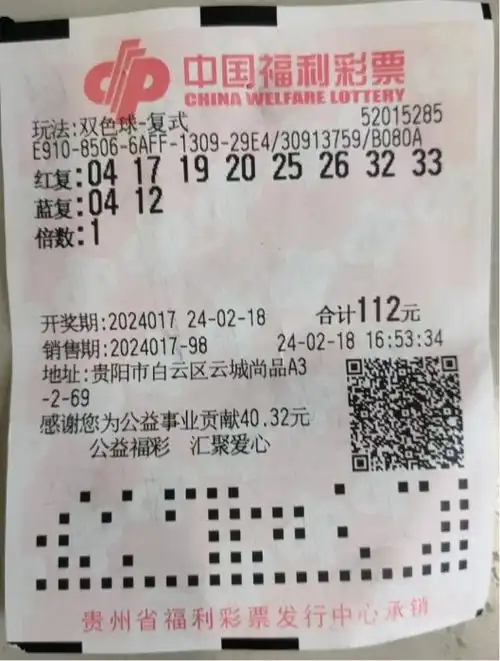 中国福利彩票
CHINA WELFARE LOTTERY
玩法:双色球-复式 52015285
E910-8506-6AFF-1309-29E4/30913759/B080A
红复:04 17 19 20 25 26 32 33
蓝复:04 12
倍数:1
开奖期:2024017 24-02-18 合计112元
销售期:2024017-98 24-02-18 16:53:34
地址:贵阳市白云区云城尚品A3
-2-69
感谢您为公益事业贡献40.32元
公益福彩 汇聚爱心
贵州省福利彩票发行中心承销